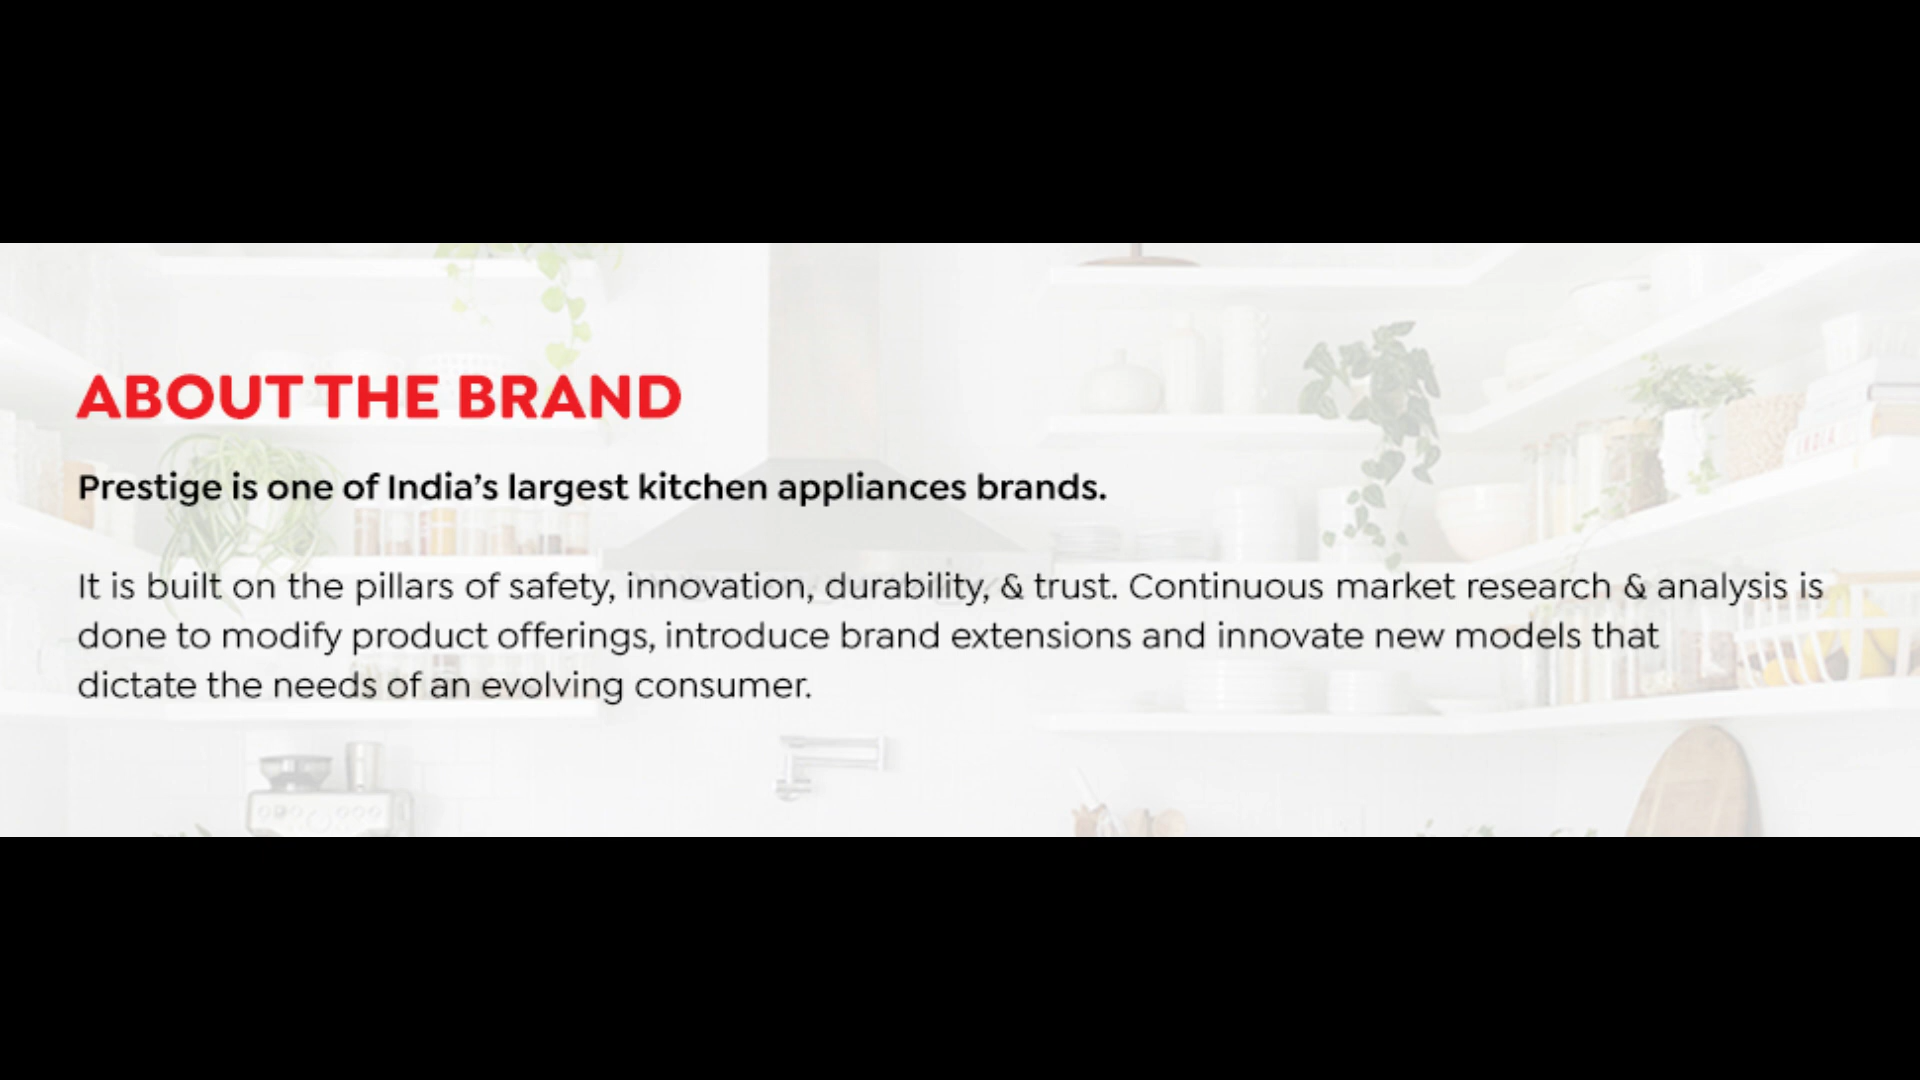 ABOUT THE BRAND
Prestige is one of India’s largest kitchen appliances brands.
It is built on the pillars of safety, innovation, durability, & trust. Continuous market research & analysis is
done to modify product offerings, introduce brand extensions and innovate new models that
dictate the needs of an evolving consumer.